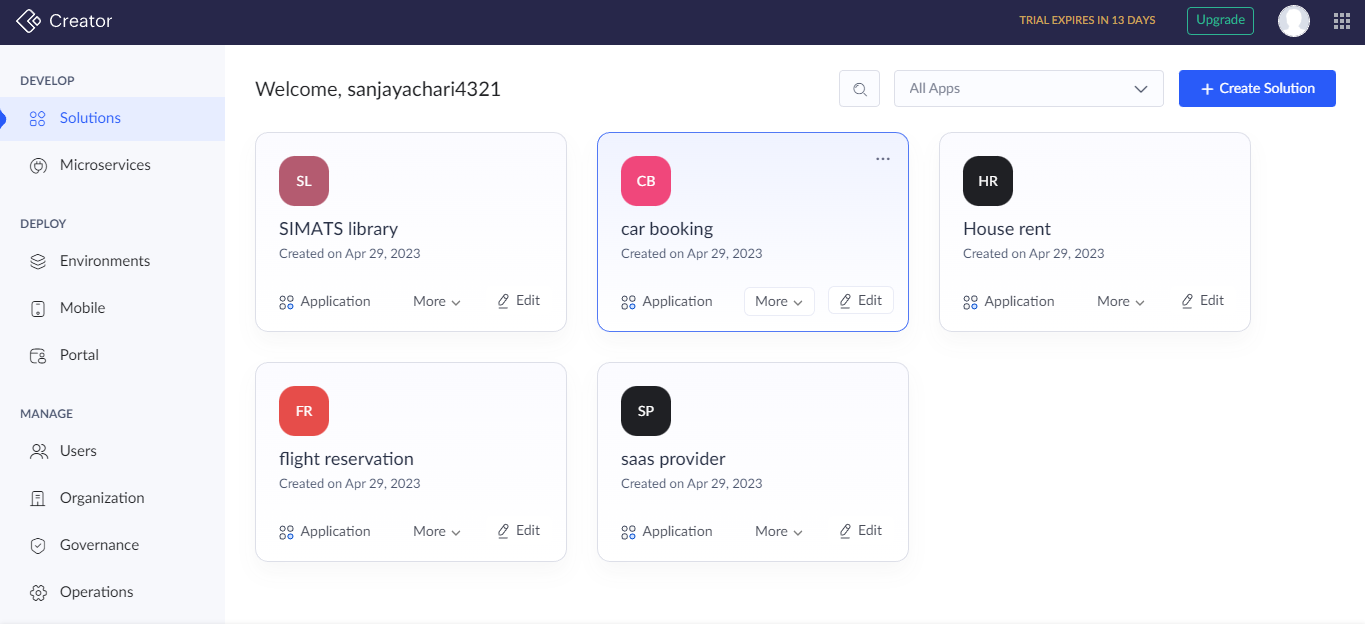 Creator
TRIAL EXPIRES IN 13 DAYS
Upgrade
DEVELOP
Solutions
Microservices
DEPLOY
Environments
Mobile
Portal
MANAGE
Users
Organization
Governance
Operations
Welcome, sanjayachari4321
All Apps
+ Create Solution
SL
SIMATS library
Created on Apr 29, 2023
Application More Edit
CB
car booking
Created on Apr 29, 2023
Application More Edit
HR
House rent
Created on Apr 29, 2023
Application More Edit
FR
flight reservation
Created on Apr 29, 2023
Application More Edit
SP
saas provider
Created on Apr 29, 2023
Application More Edit